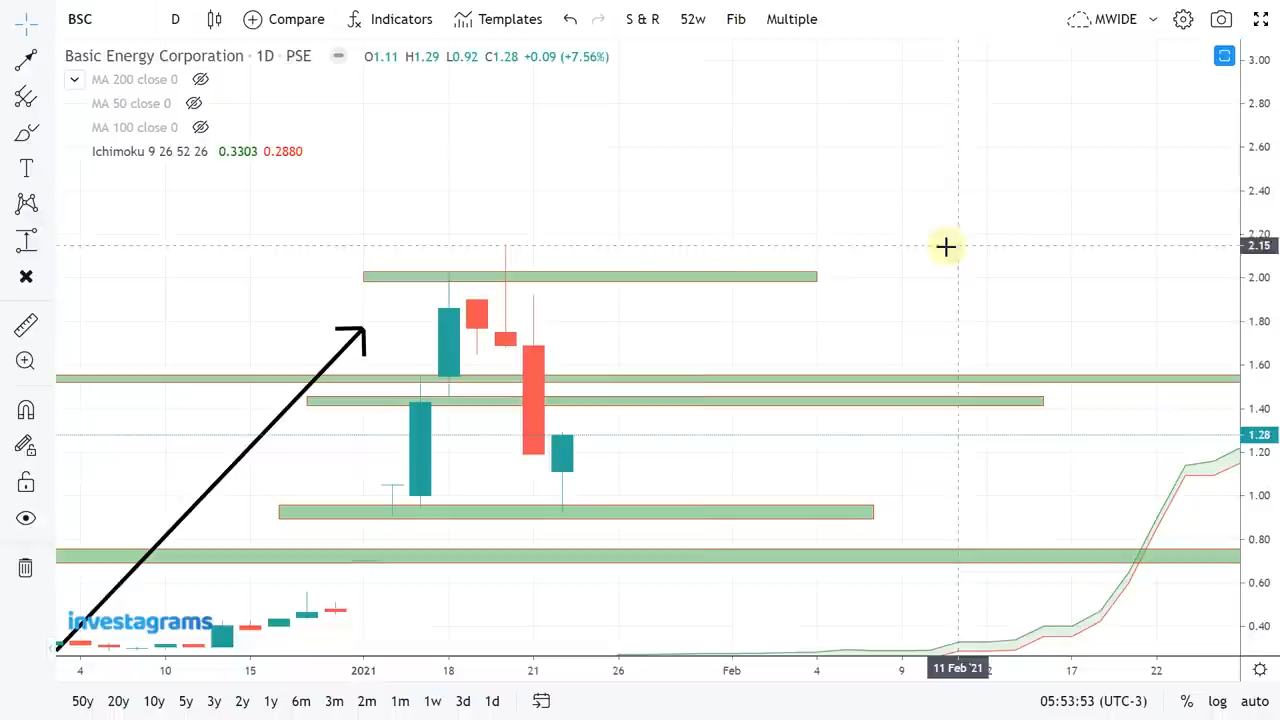 BSC D Compare Indicators Templates S & R 52w Fib Multiple MWIDE
Basic Energy Corporation · 1D · PSE O1.11 H1.29 L0.92 C1.28 +0.09 (+7.56%)
MA 200 close 0
MA 50 close 0
MA 100 close 0
Ichimoku 9 26 52 26 0.3303 0.2880
3.00
2.80
2.60
2.40
2.20
2.15
2.00
1.80
1.60
1.40
1.28
1.20
1.00
0.80
0.60
0.40
investagrams
4 10 15 2021 18 21 26 Feb 4 9 11 Feb '21 2 17 22
50y 20y 10y 5y 3y 2y 1y 6m 3m 2m 1m 1w 3d 1d 05:53:53 (UTC-3) % log auto